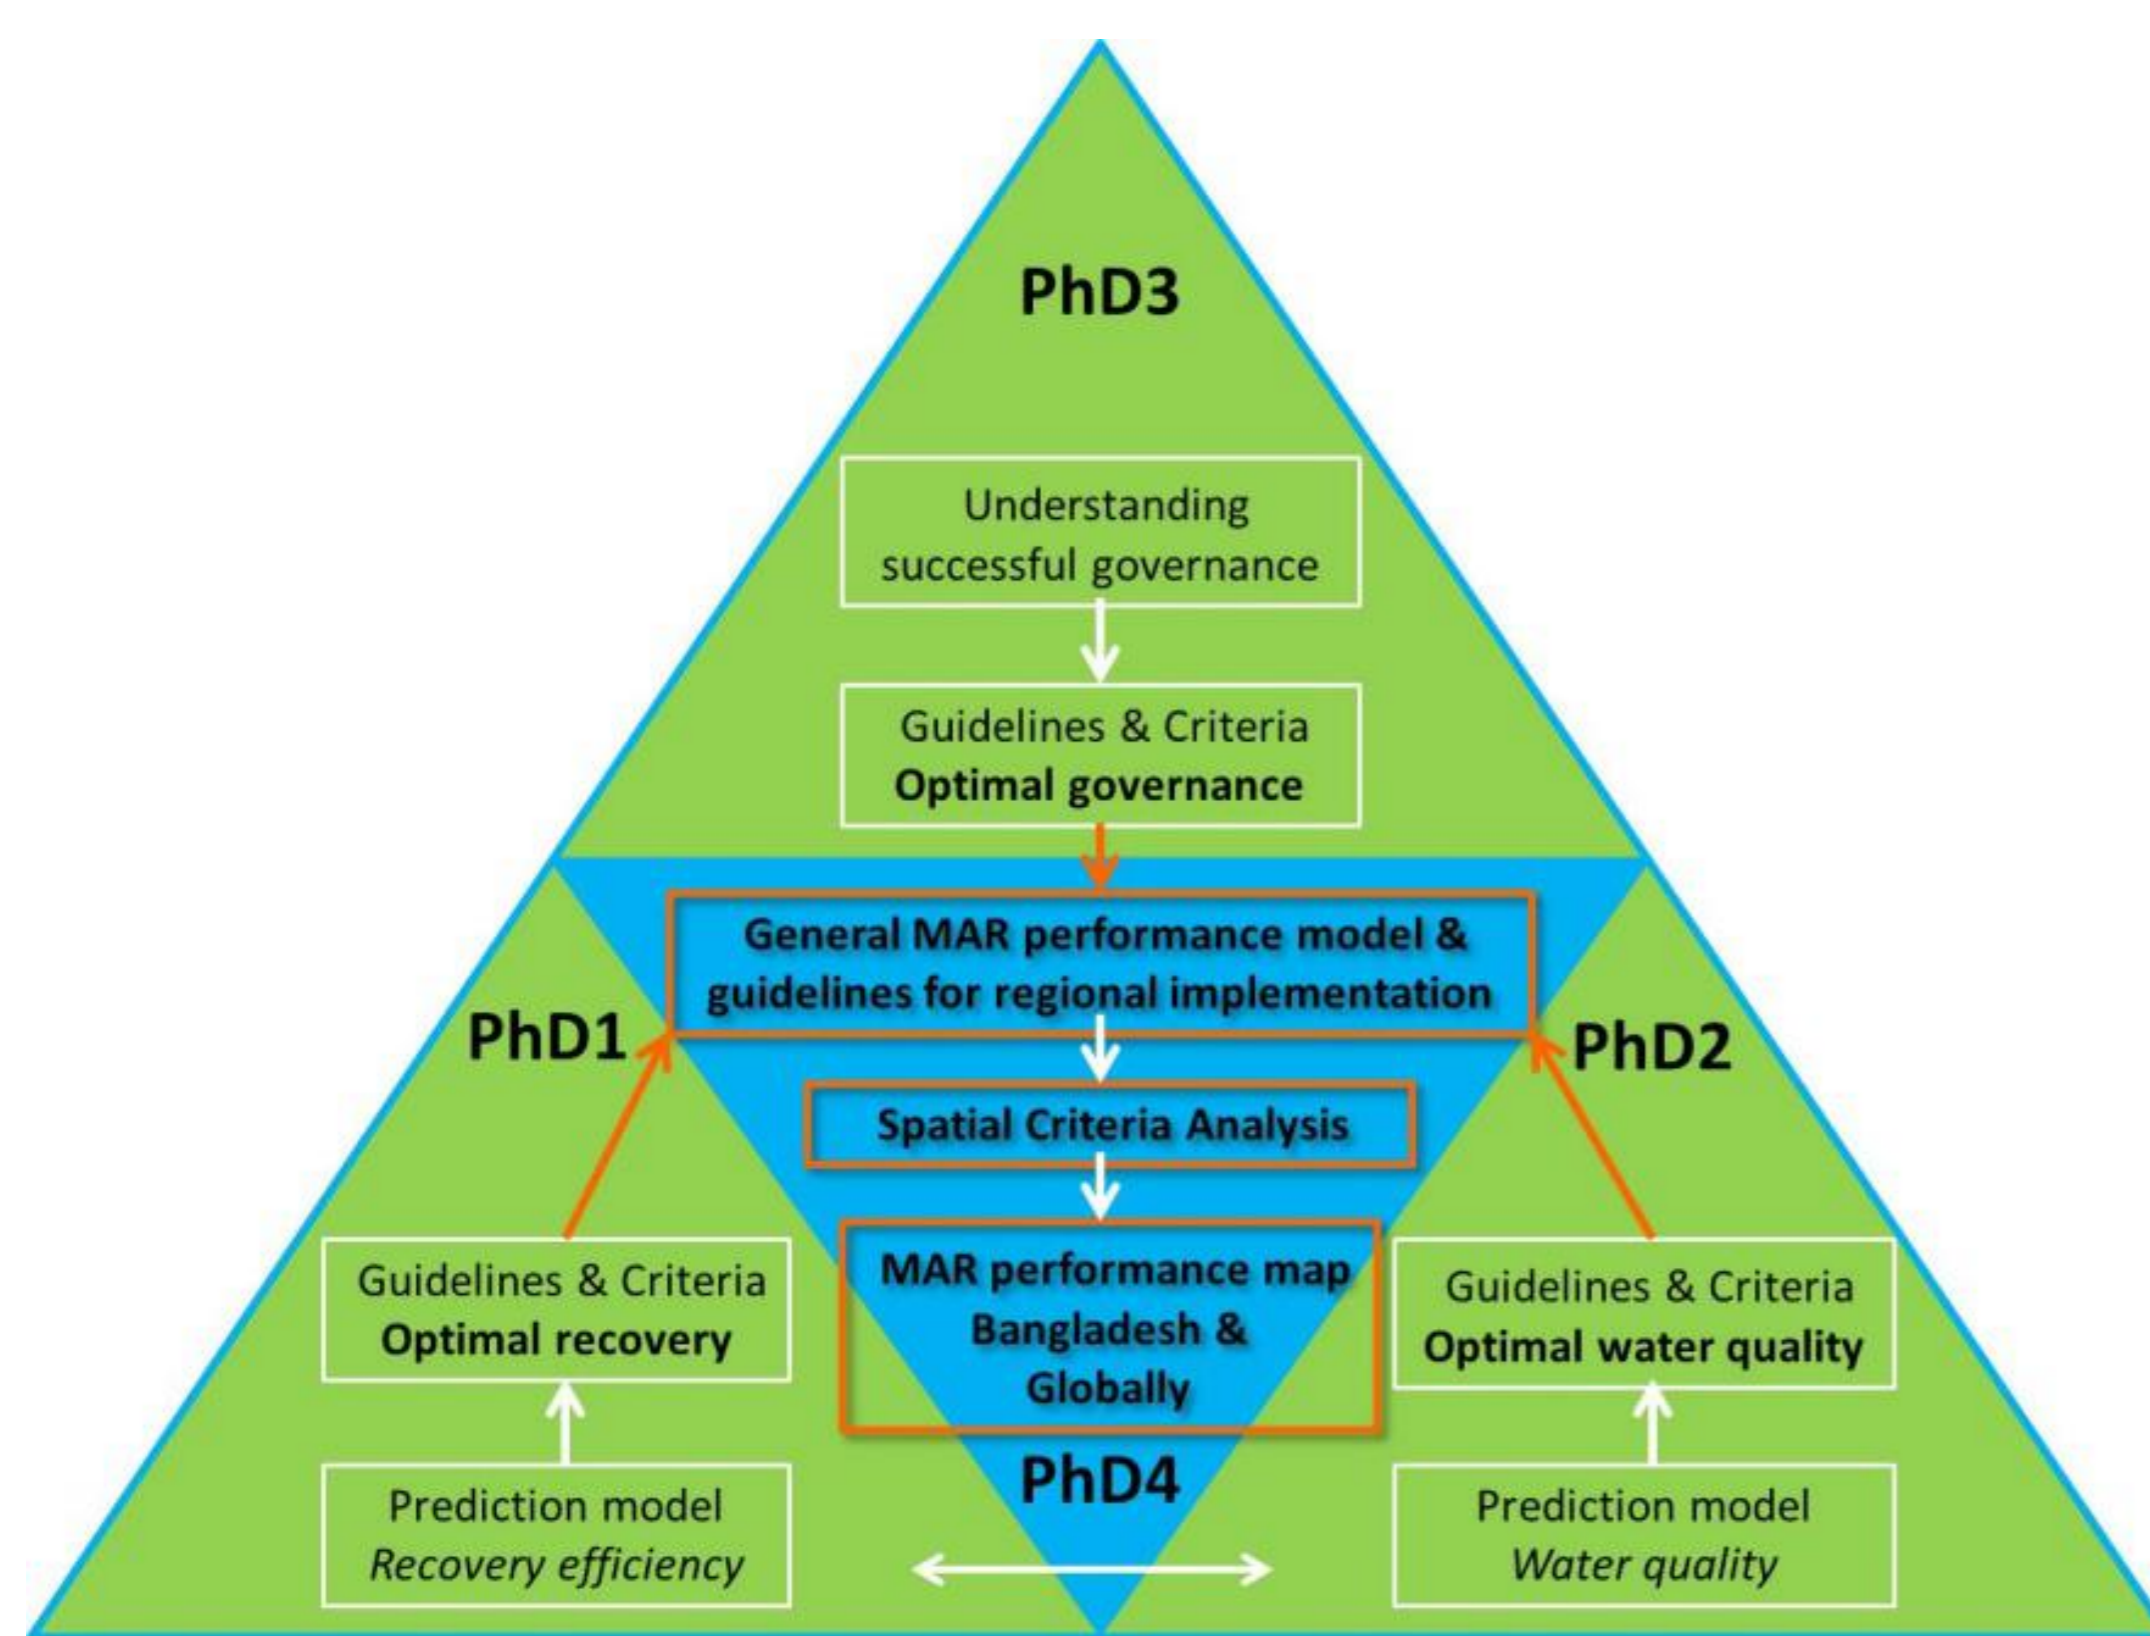 PhD3
Understanding
successful governance
Guidelines & Criteria
Optimal governance
General MAR performance model &
guidelines for regional implementation
Spatial Criteria Analysis
MAR performance map
Bangladesh &
Globally
PhD4
PhD1
Guidelines & Criteria
Optimal recovery
Prediction model
Recovery efficiency
PhD2
Guidelines & Criteria
Optimal water quality
Prediction model
Water quality